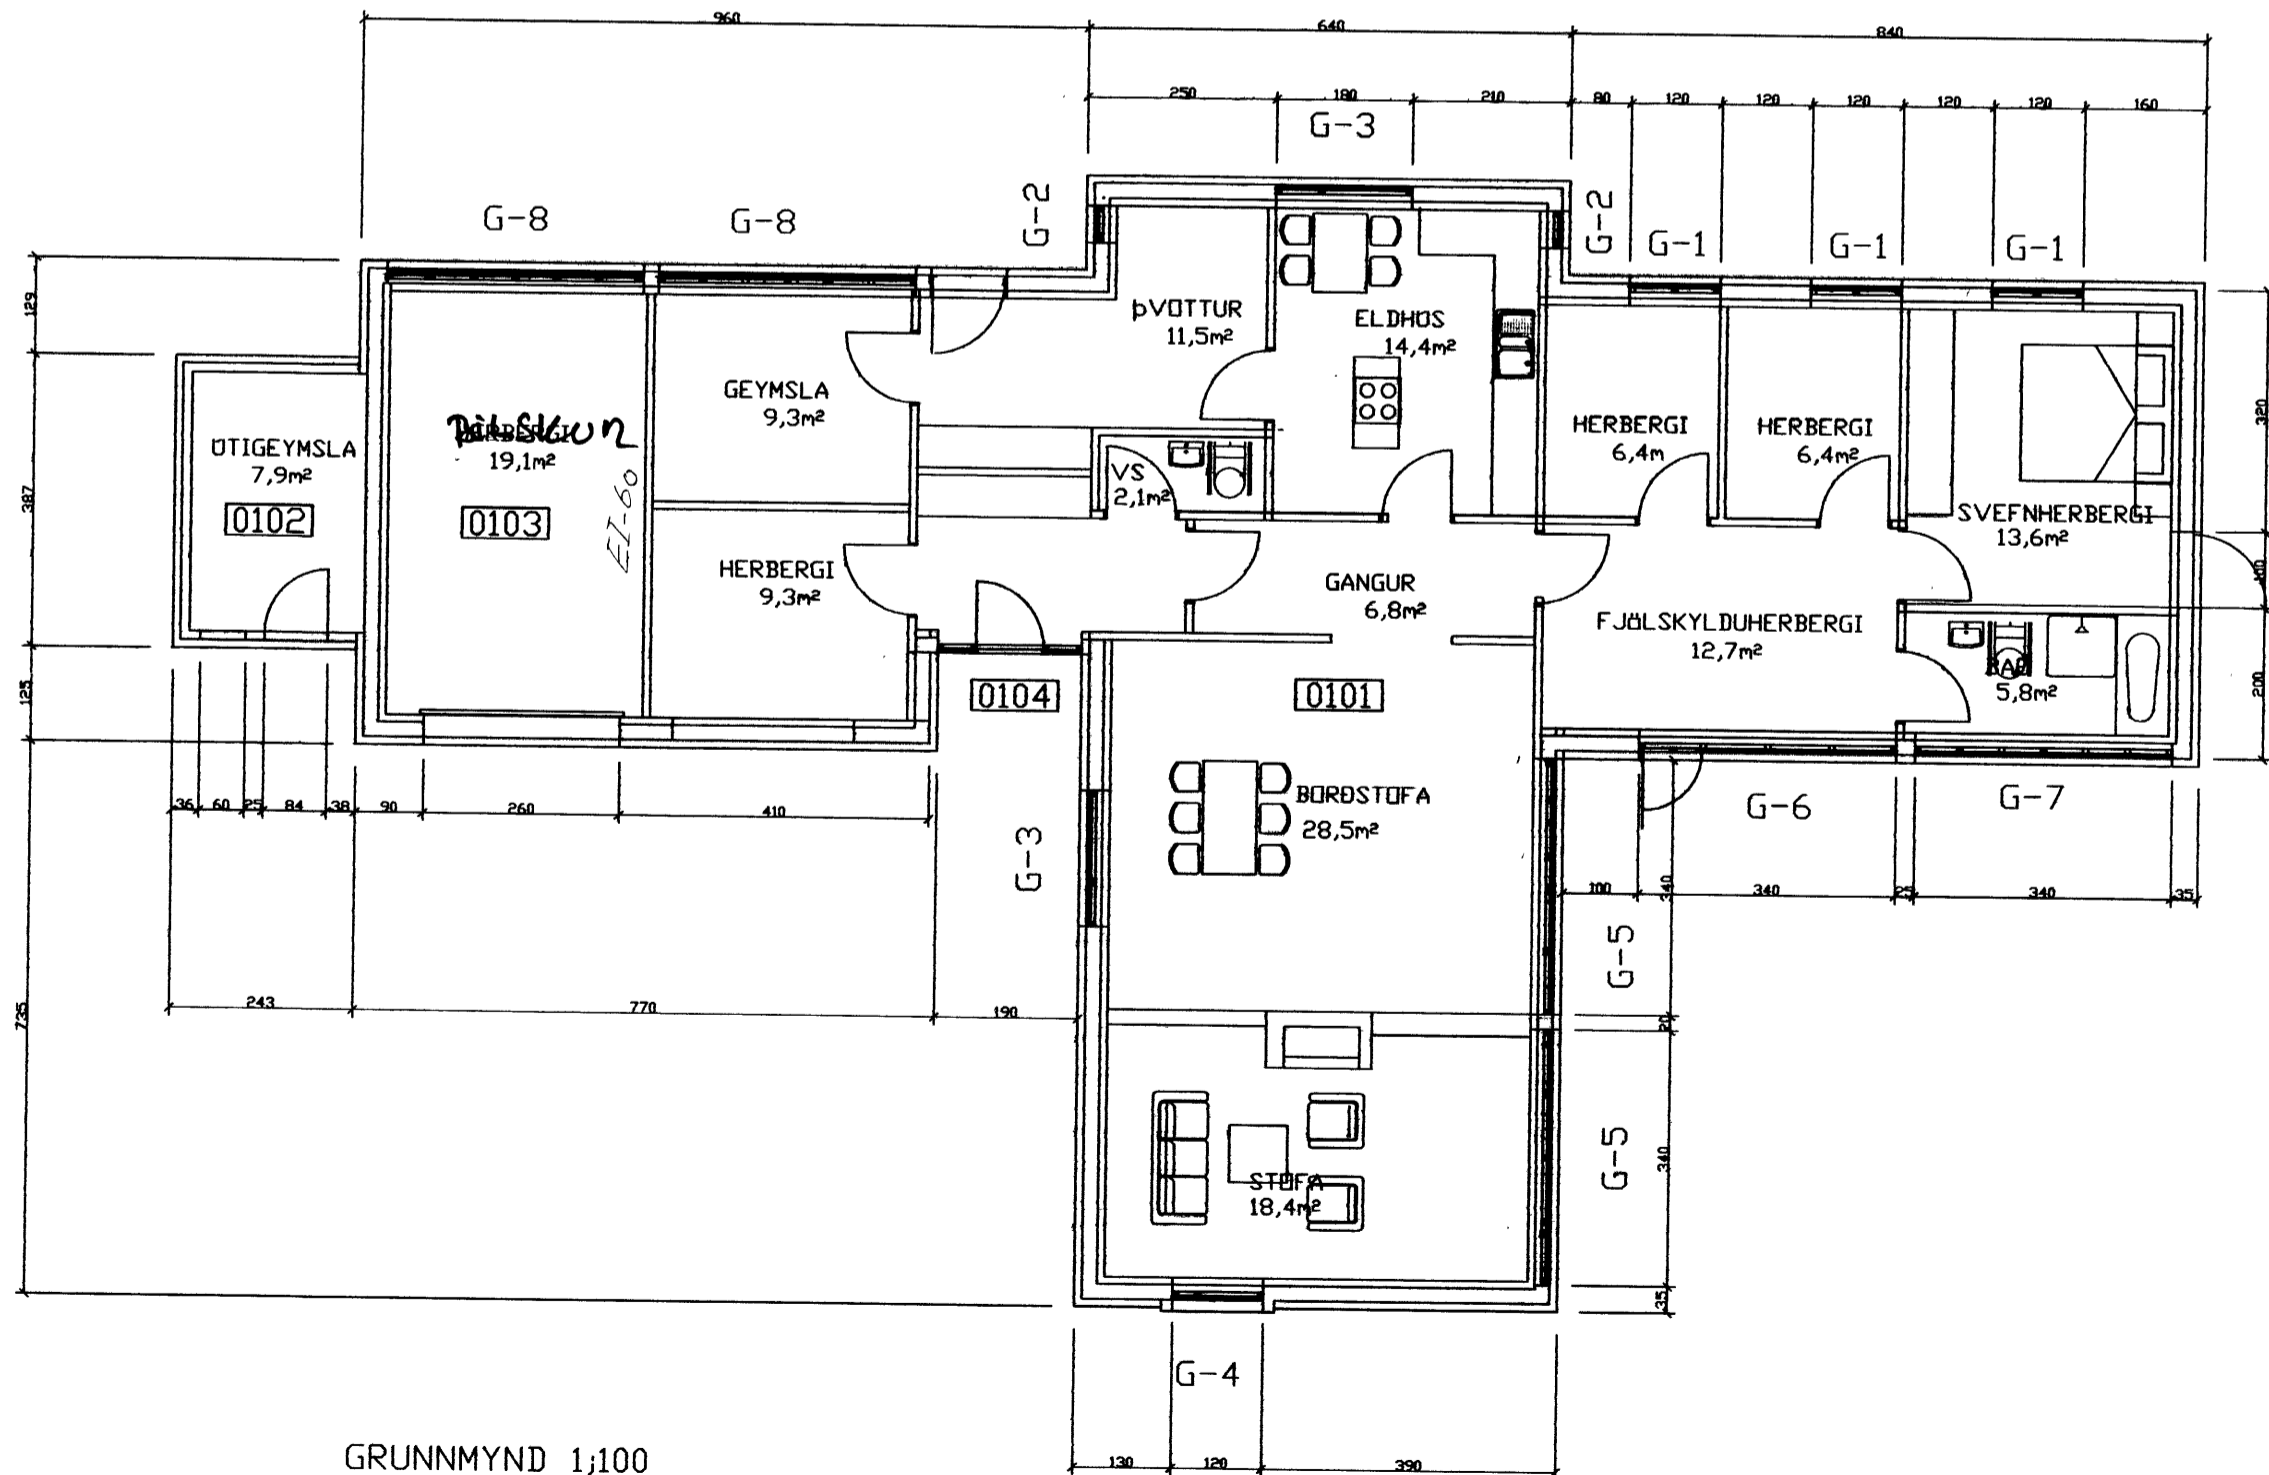 960
640
840
250
180
210
80
120
120
120
120
120
160
G-3
G-8
G-8
G-2
G-2
G-1
G-1
G-1
129
387
125
735
ÚTIGEYMSLA
7,9m²
0102
HERBERGI
Bílskúr
19,1m²
0103
EI-60
GEYMSLA
9,3m²
HERBERGI
9,3m²
ÞVOTTUR
11,5m²
VS
2,1m²
ELDHÚS
14,4m²
HERBERGI
6,4m
HERBERGI
6,4m²
SVEFNHERBERGI
13,6m²
GANGUR
6,8m²
FJÖLSKYLDUHERBERGI
12,7m²
BAÐ
5,8m²
320
100
200
0104
0101
BORÐSTOFA
28,5m²
STOFA
18,4m²
36
60
25
84
38
90
260
410
243
770
190
G-3
G-6
G-7
100
340
25
340
35
G-5
340
20
G-5
340
35
G-4
130
120
390
GRUNNMYND 1;100